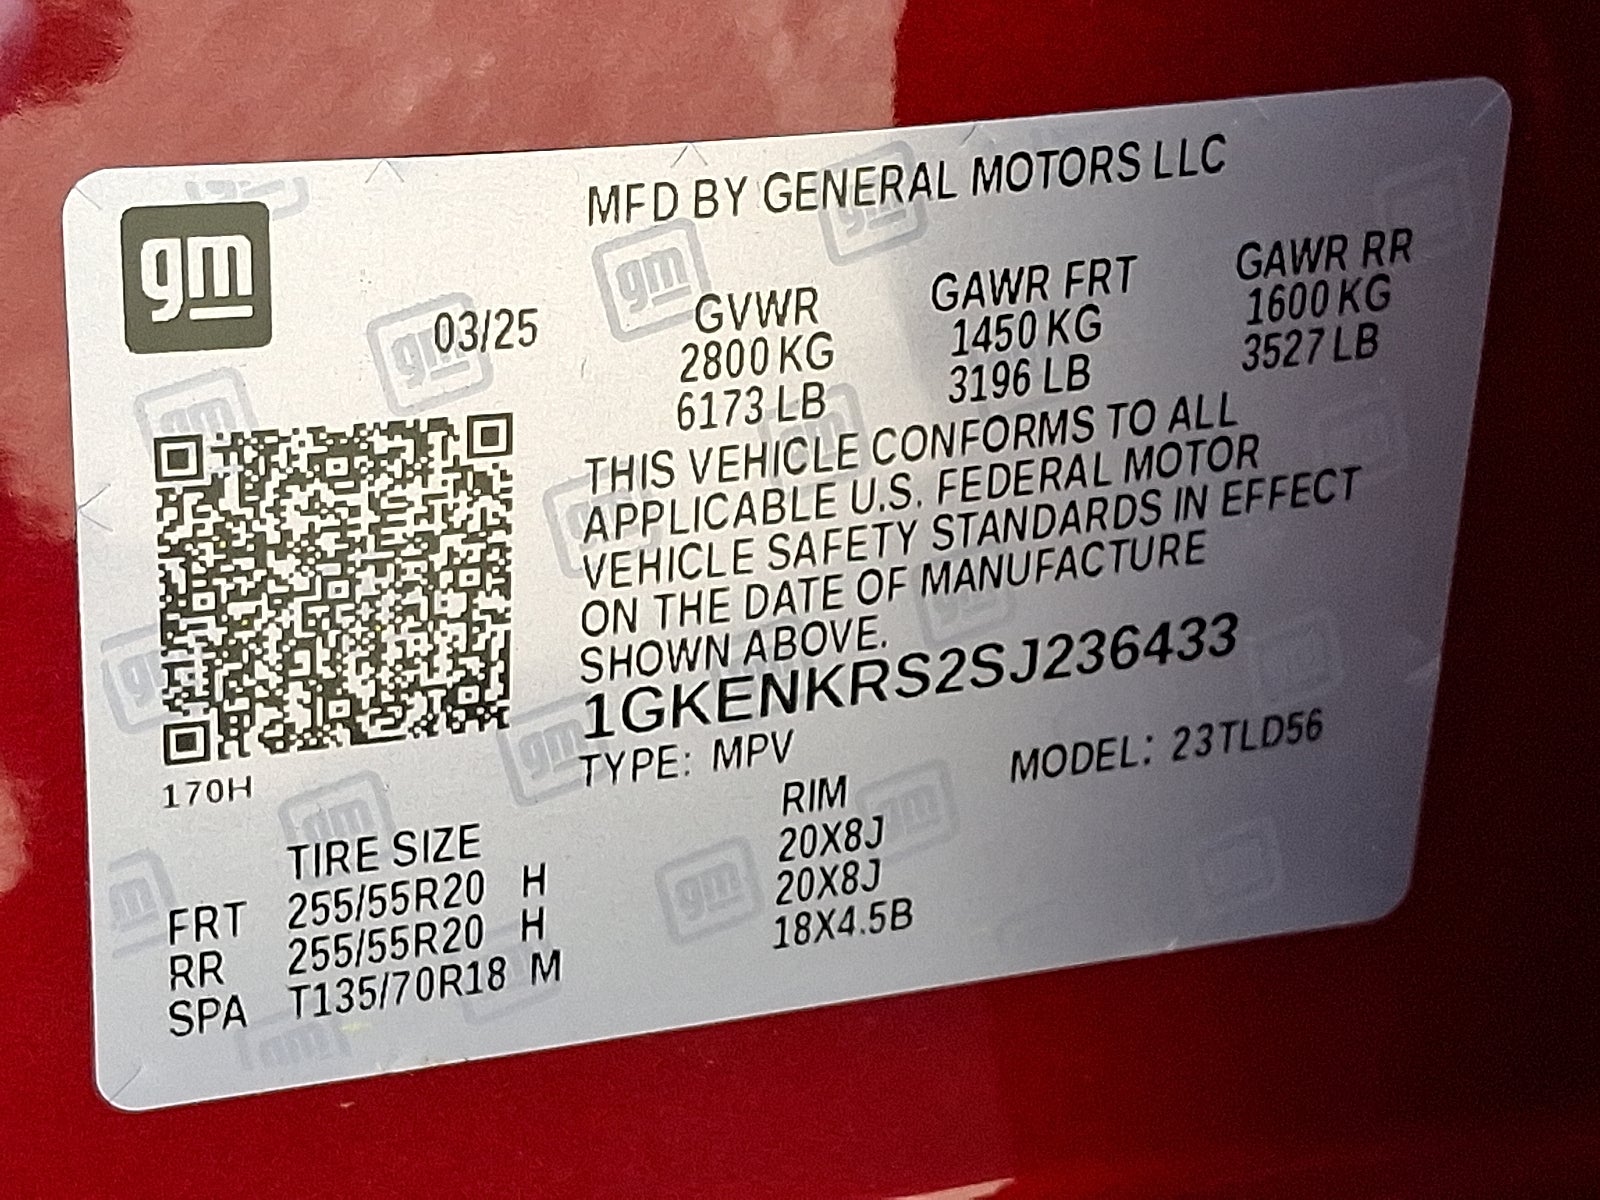 gm
MFD BY GENERAL MOTORS LLC
03/25
GVWR GAWR FRT GAWR RR
2800 KG 1450 KG 1600 KG
6173 LB 3196 LB 3527 LB
THIS VEHICLE CONFORMS TO ALL
APPLICABLE U.S. FEDERAL MOTOR
VEHICLE SAFETY STANDARDS IN EFFECT
ON THE DATE OF MANUFACTURE
SHOWN ABOVE.
1GKENKRS2SJ236433
TYPE: MPV MODEL: 23TLD56
170H
TIRE SIZE RIM
FRT 255/55R20 H 20X8J
RR 255/55R20 H 20X8J
SPA T135/70R18 M 18X4.5B